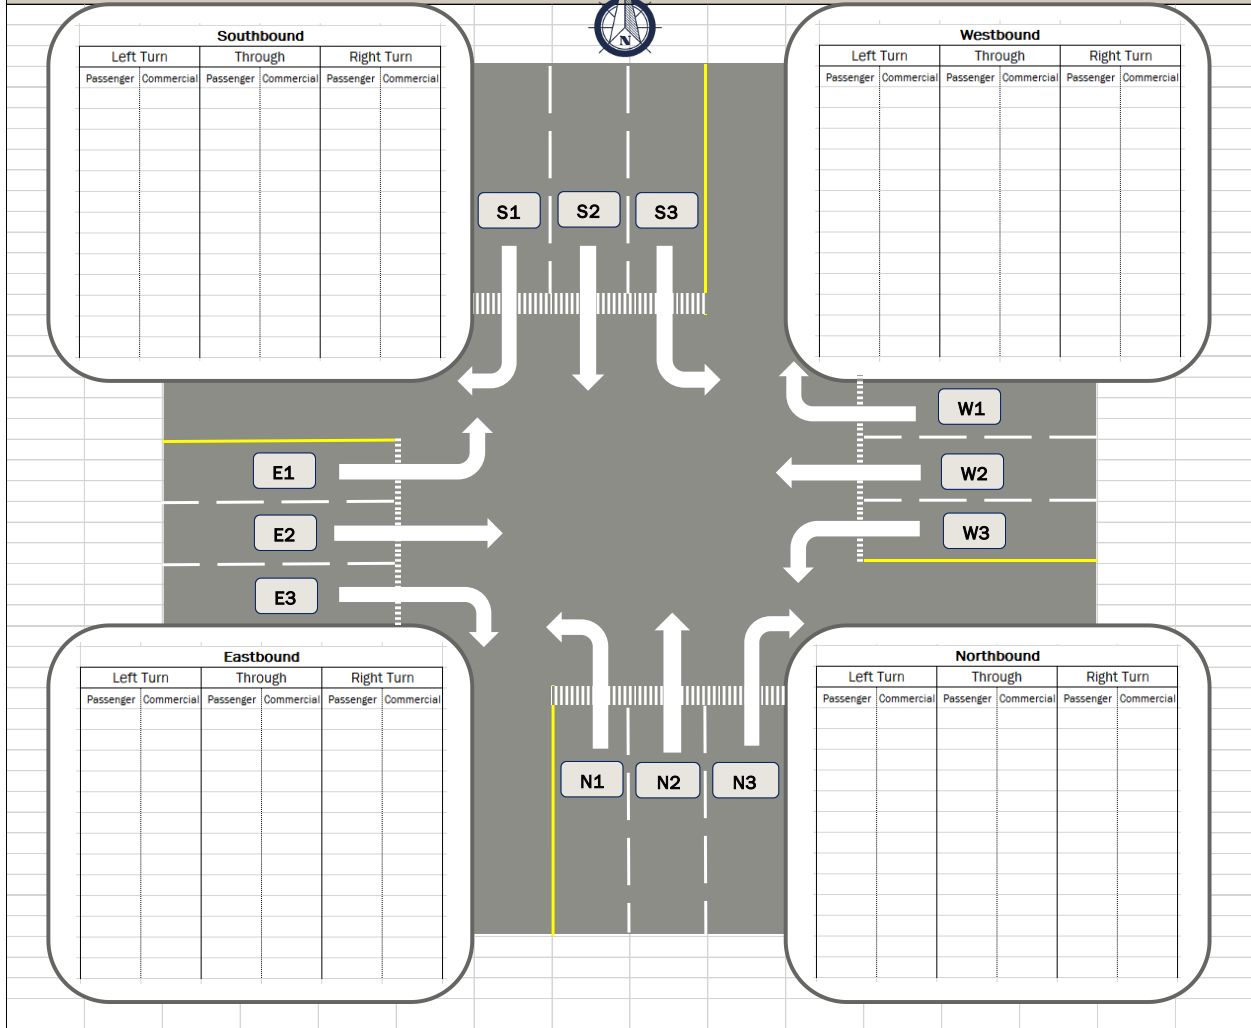 N
Southbound
Left Turn Through Right Turn
Passenger Commercial Passenger Commercial Passenger Commercial
Westbound
Left Turn Through Right Turn
Passenger Commercial Passenger Commercial Passenger Commercial
S1 S2 S3
W1
W2
W3
E1
E2
E3
Eastbound
Left Turn Through Right Turn
Passenger Commercial Passenger Commercial Passenger Commercial
Northbound
Left Turn Through Right Turn
Passenger Commercial Passenger Commercial Passenger Commercial
N1 N2 N3